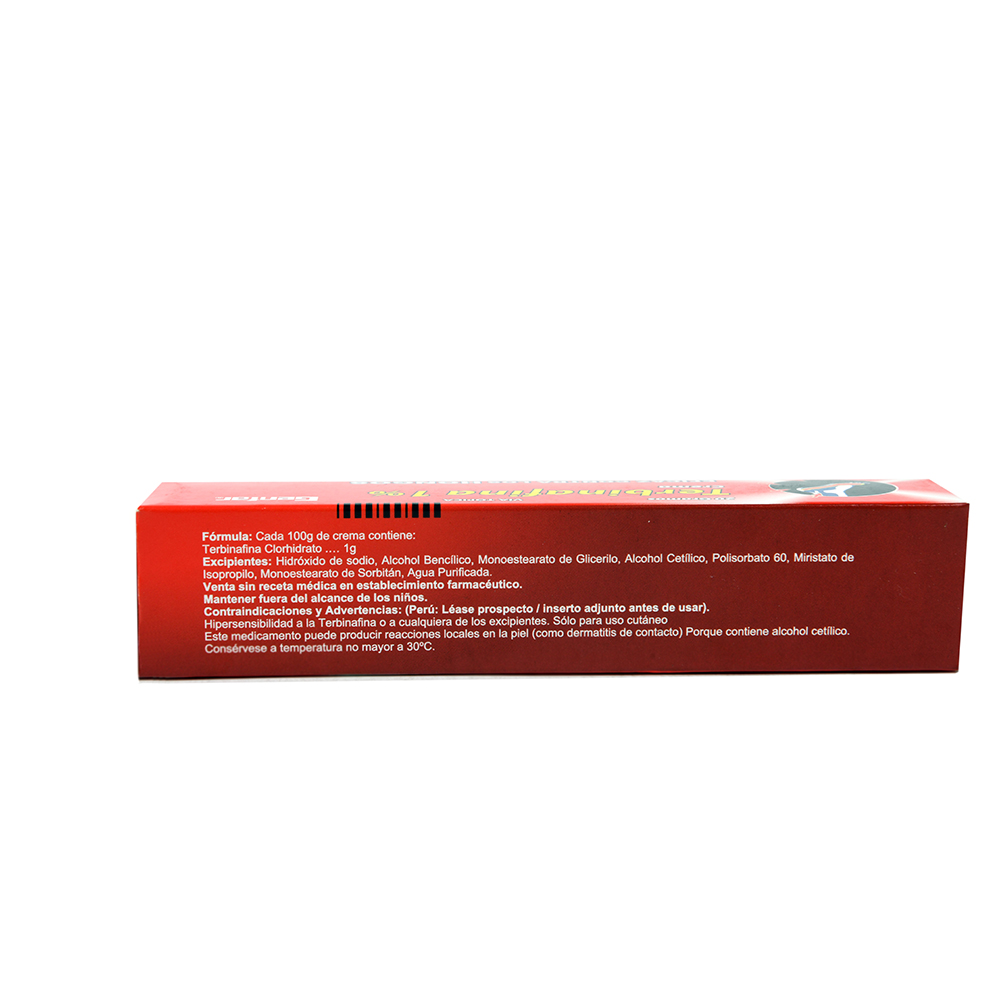 Genfar
Terbinafina 1%
Crema
Fórmula: Cada 100g de crema contiene:
Terbinafina Clorhidrato .... 1g
Excipientes: Hidróxido de sodio, Alcohol Bencílico, Monoestearato de Glicerilo, Alcohol Cetílico, Polisorbato 60, Miristato de
Isopropilo, Monoestearato de Sorbitán, Agua Purificada.
Venta sin receta médica en establecimiento farmacéutico.
Mantener fuera del alcance de los niños.
Contraindicaciones y Advertencias: (Perú: Léase prospecto / inserto adjunto antes de usar).
Hipersensibilidad a la Terbinafina o a cualquiera de los excipientes. Sólo para uso cutáneo
Este medicamento puede producir reacciones locales en la piel (como dermatitis de contacto) Porque contiene alcohol cetílico.
Consérvese a temperatura no mayor a 30ºC.